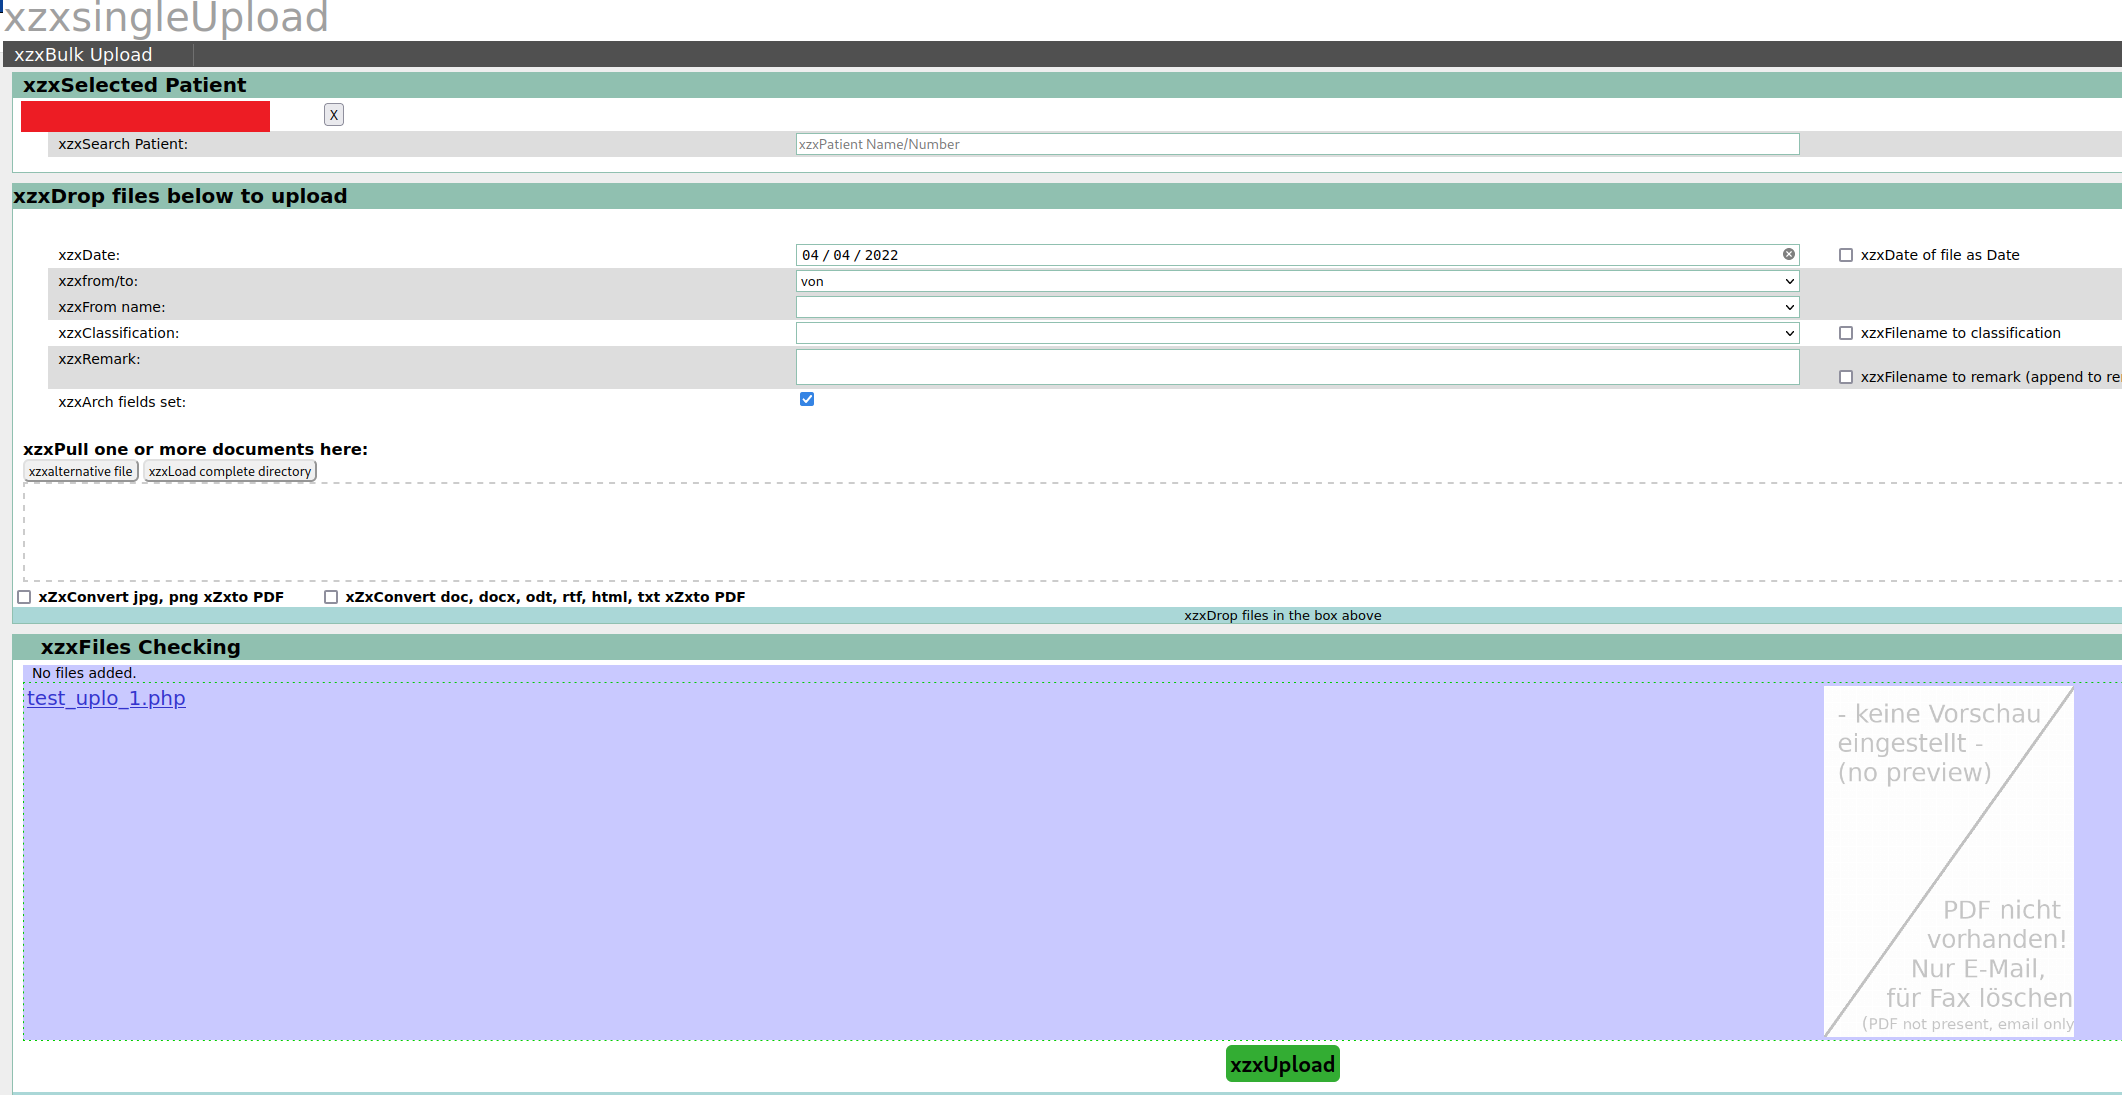 xzxsingleUpload
xzxBulk Upload
xzxSelected Patient
X
xzxSearch Patient: xzxPatient Name/Number
xzxDrop files below to upload
xzxDate: 04 / 04 / 2022 xzxDate of file as Date
xzxfrom/to: von
xzxFrom name:
xzxClassification: xzxFilename to classification
xzxRemark:
xzxFilename to remark (append to re
xzxArch fields set:
xzxPull one or more documents here:
xzxalternative file xzxLoad complete directory
xZxConvert jpg, png xZxto PDF xZxConvert doc, docx, odt, rtf, html, txt xZxto PDF
xzxDrop files in the box above
xzxFiles Checking
No files added.
test_uplo_1.php
- keine Vorschau
eingestellt -
(no preview)
PDF nicht
vorhanden!
Nur E-Mail,
für Fax löschen
(PDF not present, email only
xzxUpload